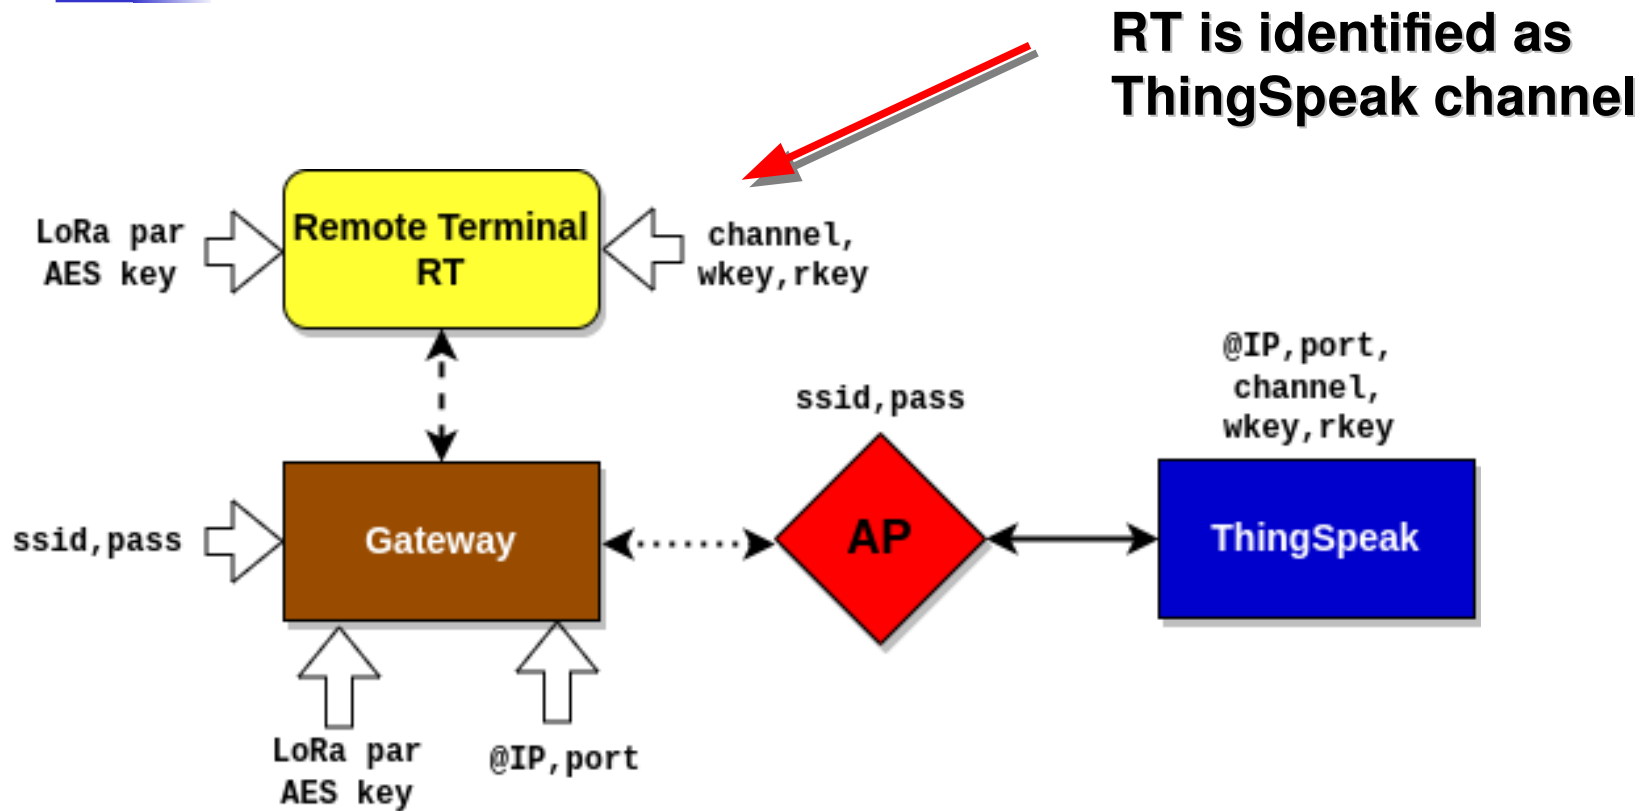 RT is identified as
ThingSpeak channel
LoRa par
AES key
Remote Terminal
RT
channel,
wkey,rkey
@IP,port,
channel,
wkey,rkey
ssid,pass
ssid,pass
Gateway
AP
ThingSpeak
LoRa par
AES key
@IP,port